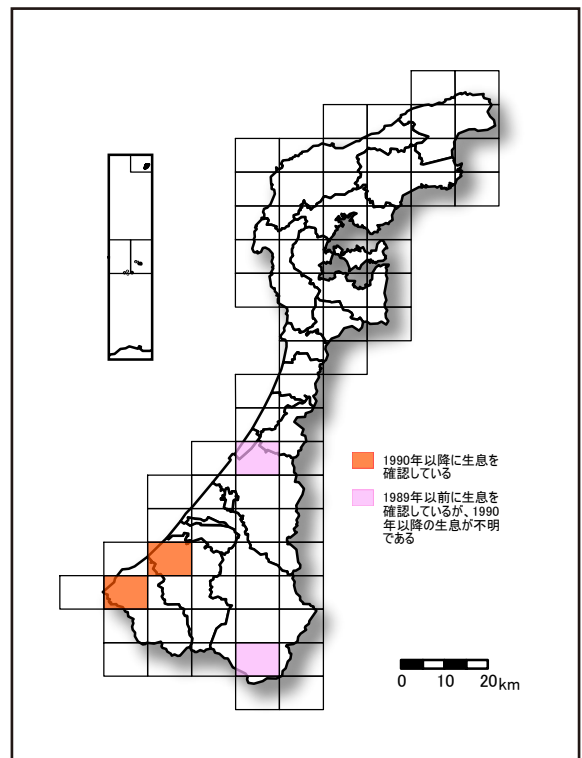 1990年以降に生息を
確認している
1989年以前に生息を
確認しているが、1990
年以降の生息が不明
である
0 10 20km